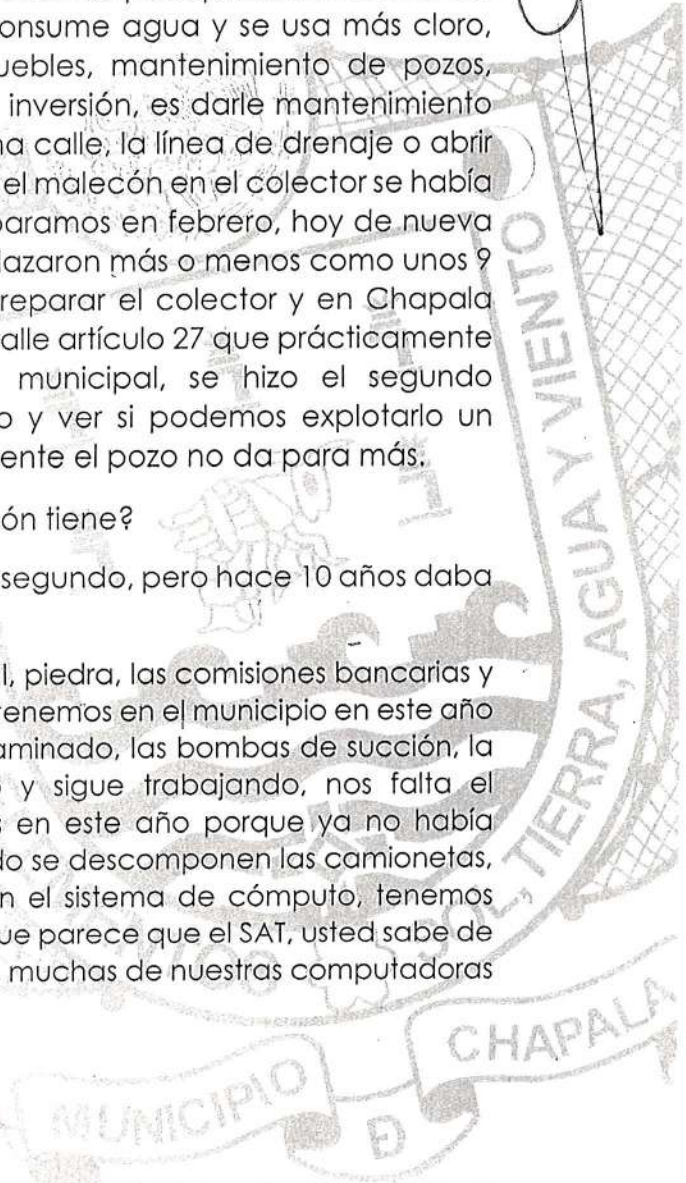 onsume agua y se usa más cloro,
uebles, mantenimiento de pozos,
inversión, es darle mantenimiento
na calle, la línea de drenaje o abrir
el malecón en el colector se había
paramos en febrero, hoy de nueva
lazaron más o menos como unos 9
reparar el colector y en Chapala
alle artículo 27 que prácticamente
municipal, se hizo el segundo
o y ver si podemos explotarlo un
ente el pozo no da para más.
ón tiene?
segundo, pero hace 10 años daba
l, piedra, las comisiones bancarias y
tenemos en el municipio en este año
aminado, las bombas de succión, la
y sigue trabajando, nos falta el
s en este año porque ya no había
do se descomponen las camionetas,
n el sistema de cómputo, tenemos
ue parece que el SAT, usted sabe de
muchas de nuestras computadoras
SOL, TIERRA, AGUA Y VIENTO
MUNICIPIO
D
CHAPALA